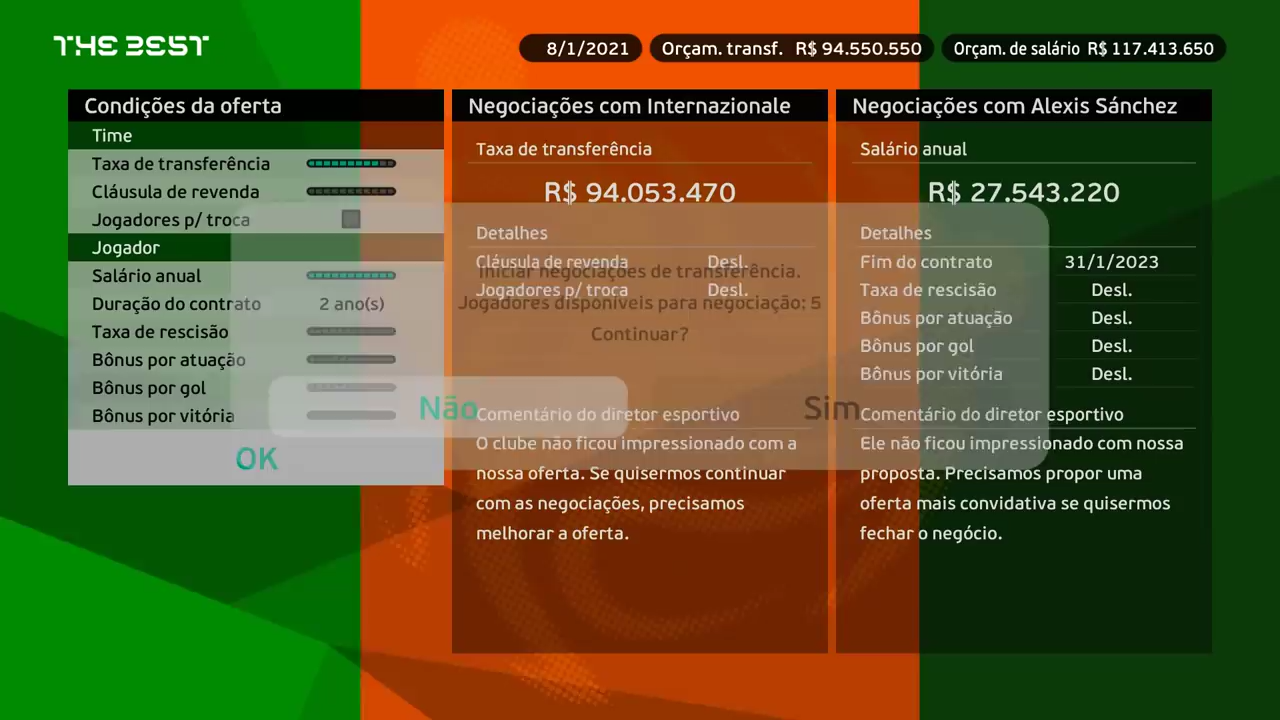 THE BEST
8/1/2021
Orçam. transf. R$ 94.550.550
Orçam. de salário R$ 117.413.650
Condições da oferta
Time
Taxa de transferência
Cláusula de revenda
Jogadores p/ troca
Jogador
Salário anual
Duração do contrato 2 ano(s)
Taxa de rescisão
Bônus por atuação
Bônus por gol
Bônus por vitória
OK
Negociações com Internazionale
Taxa de transferência
R$ 94.053.470
Detalhes
Cláusula de revenda Desl.
Jogadores p/ troca Desl.
Comentário do diretor esportivo
O clube não ficou impressionado com a
nossa oferta. Se quisermos continuar
com as negociações, precisamos
melhorar a oferta.
Negociações com Alexis Sánchez
Salário anual
R$ 27.543.220
Detalhes
Fim do contrato 31/1/2023
Taxa de rescisão Desl.
Bônus por atuação Desl.
Bônus por gol Desl.
Bônus por vitória Desl.
Comentário do diretor esportivo
Ele não ficou impressionado com nossa
proposta. Precisamos propor uma
oferta mais convidativa se quisermos
fechar o negócio.
Iniciar negociações de transferência.
Jogadores disponíveis para negociação: 5
Continuar?
Não
Sim